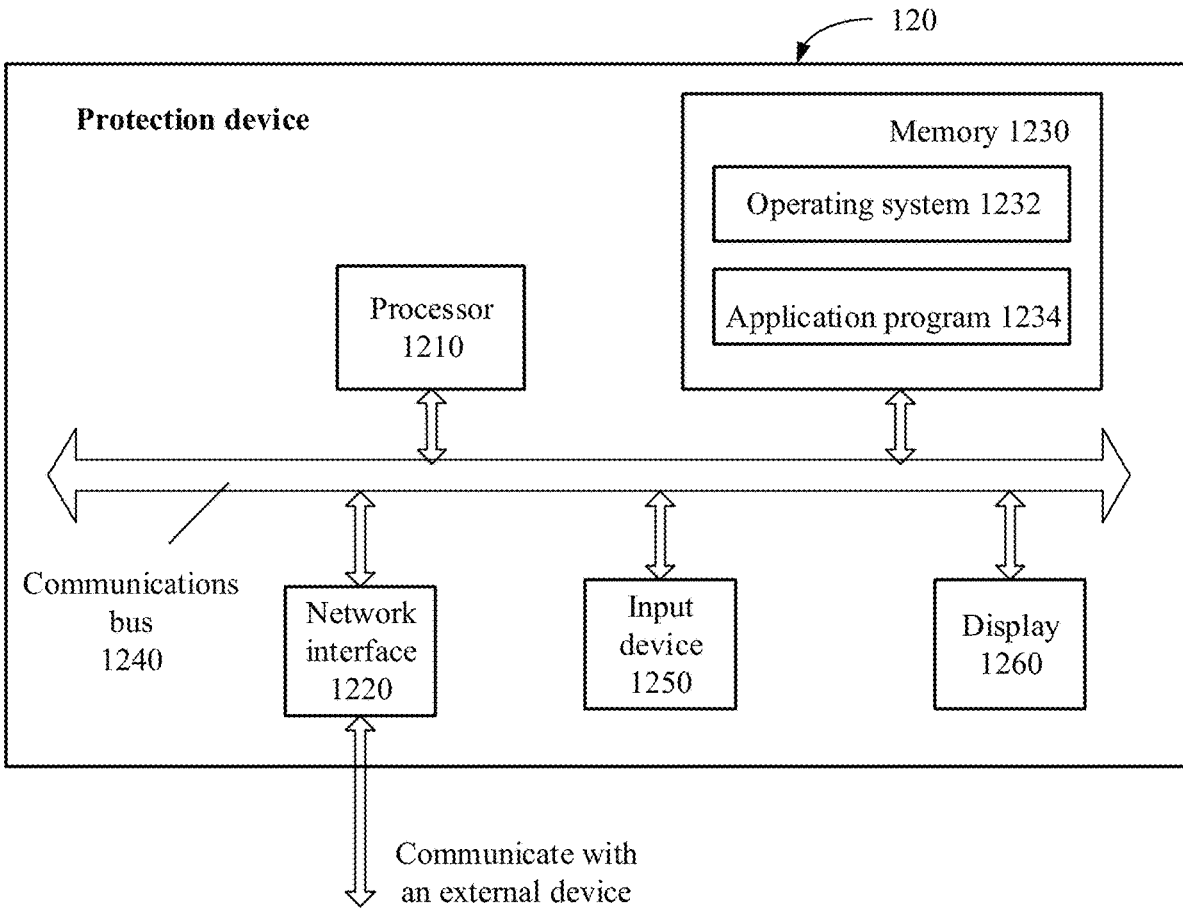 120
Protection device
Memory 1230
Operating system 1232
Application program 1234
Processor
1210
Communications
bus
1240
Network
interface
1220
Input
device
1250
Display
1260
Communicate with
an external device